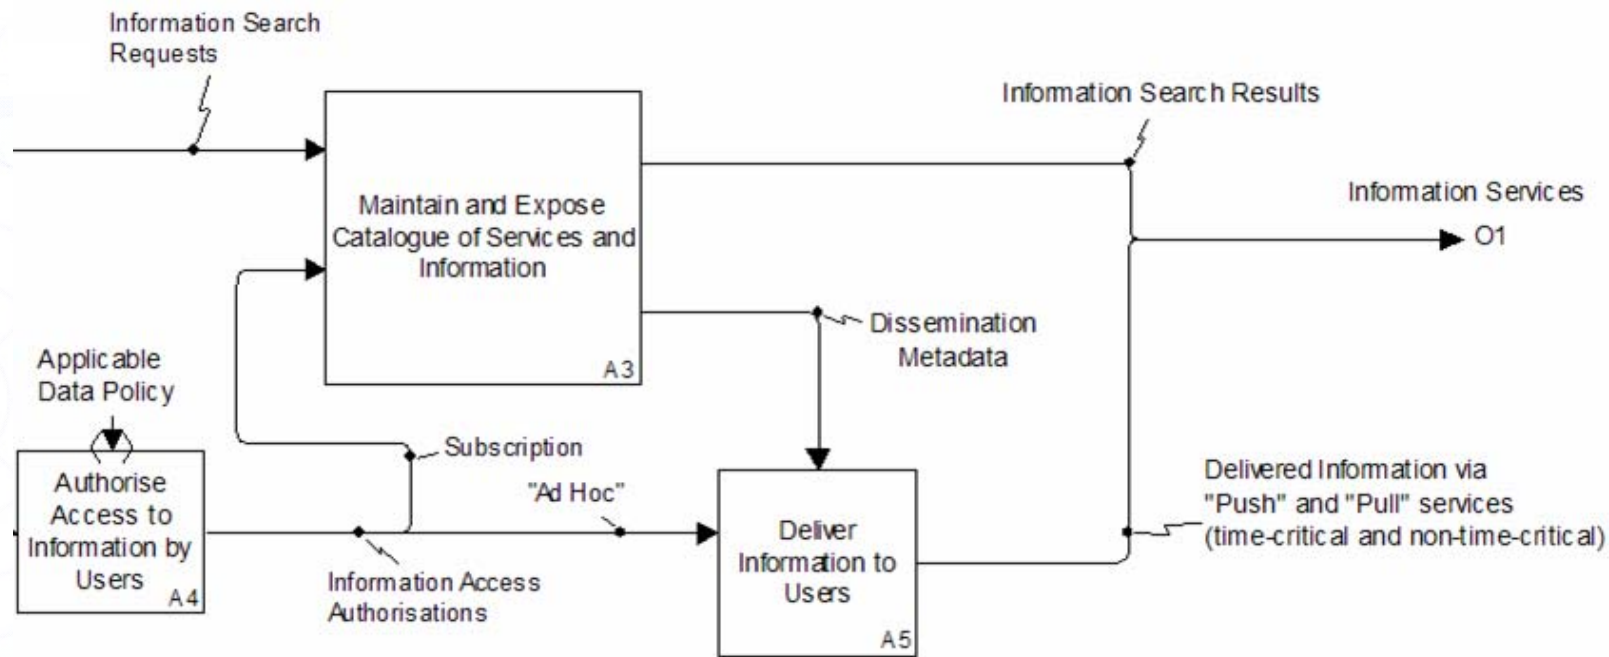 Information Search
Requests
Information Search Results
Maintain and Expose
Catalogue of Services and
Information
A3
Information Services
O1
Dissemination
Metadata
Applicable
Data Policy
Subscription
"Ad Hoc"
Authorise
Access to
Information by
Users
A4
Information Access
Authorisations
Deliver
Information to
Users
A5
Delivered Information via
"Push" and "Pull" services
(time-critical and non-time-critical)